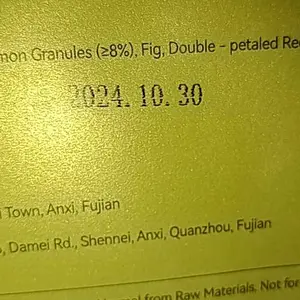 mon Granules (≥8%), Fig, Double - petaled
2024. 10. 30
Town, Anxi, Fujian
, Damei Rd., Shennei, Anxi, Quanzhou, Fujian
from Raw Materials. Not for